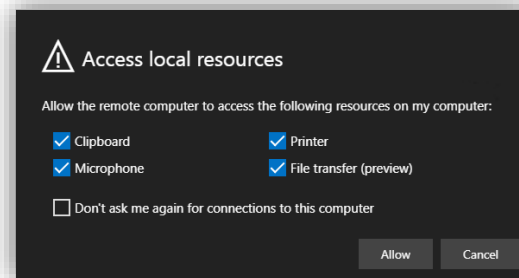 Access local resources
Allow the remote computer to access the following resources on my computer:
Clipboard
Printer
Microphone
File transfer (preview)
Don't ask me again for connections to this computer
Allow
Cancel